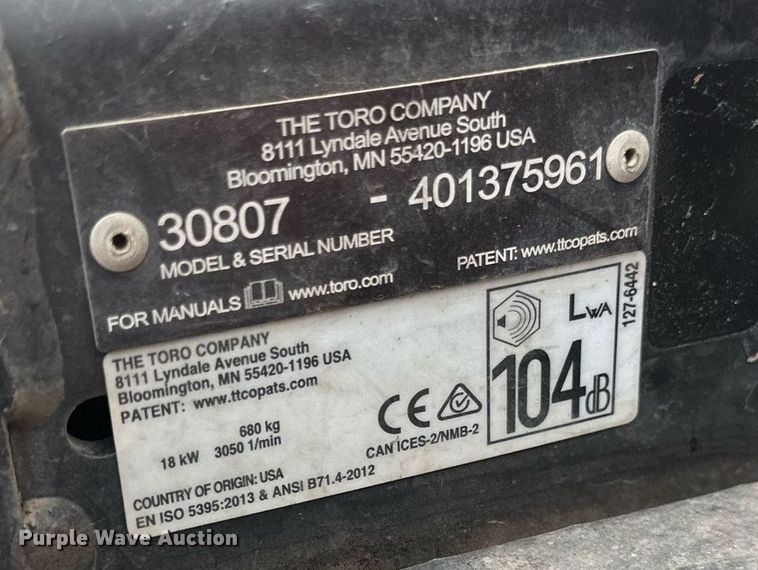 THE TORO COMPANY
8111 Lyndale Avenue South
Bloomington, MN 55420-1196 USA
30807 - 401375961
MODEL & SERIAL NUMBER
PATENT: www.ttcopats.com
FOR MANUALS www.toro.com
THE TORO COMPANY
8111 Lyndale Avenue South
Bloomington, MN 55420-1196 USA
PATENT: www.ttcopats.com
680 kg
18 kW 3050 1/min
COUNTRY OF ORIGIN: USA
EN ISO 5395:2013 & ANSI B71.4-2012
CE
CAN ICES-2/NMB-2
LWA
104dB
127-6442
Purple Wave Auction